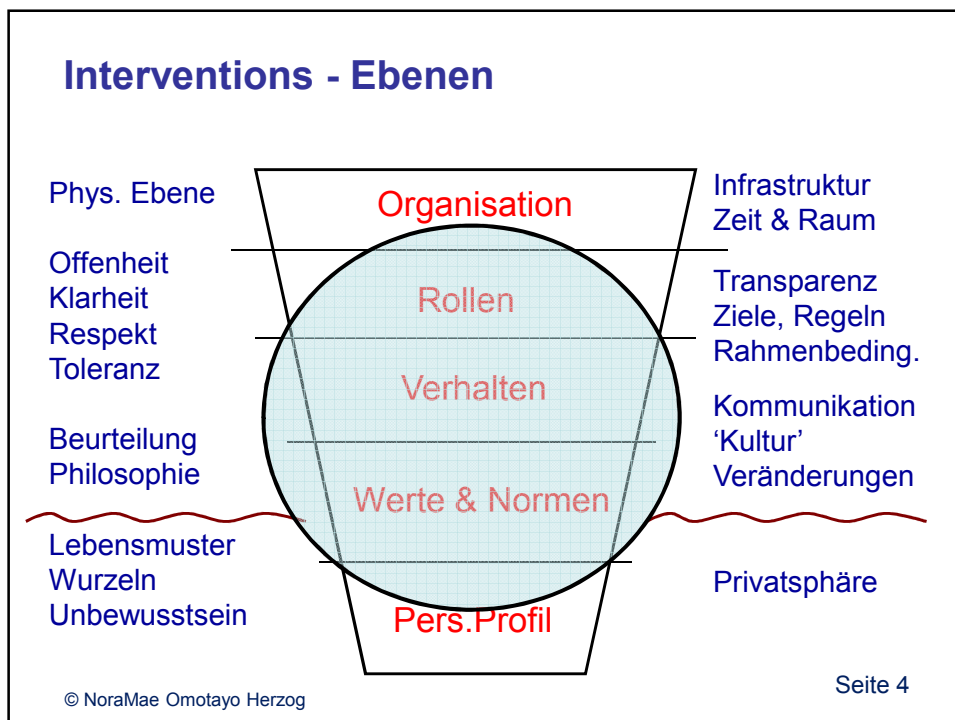 Interventions - Ebenen
Phys. Ebene
Offenheit
Klarheit
Respekt
Toleranz
Beurteilung
Philosophie
Lebensmuster
Wurzeln
Unbewusstsein
Organisation
Rollen
Verhalten
Werte & Normen
Pers.Profil
Infrastruktur
Zeit & Raum
Transparenz
Ziele, Regeln
Rahmenbeding.
Kommunikation
‘Kultur’
Veränderungen
Privatsphäre
© NoraMae Omotayo Herzog
Seite 4